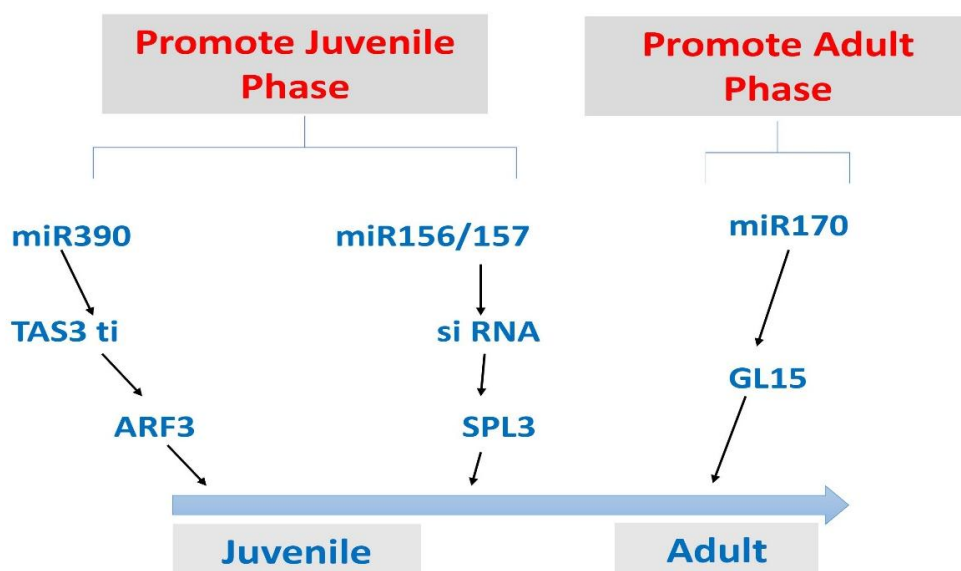 Promote Juvenile
Phase
Promote Adult
Phase
miR390
miR156/157
miR170
TAS3 ti
si RNA
GL15
ARF3
SPL3
Juvenile
Adult